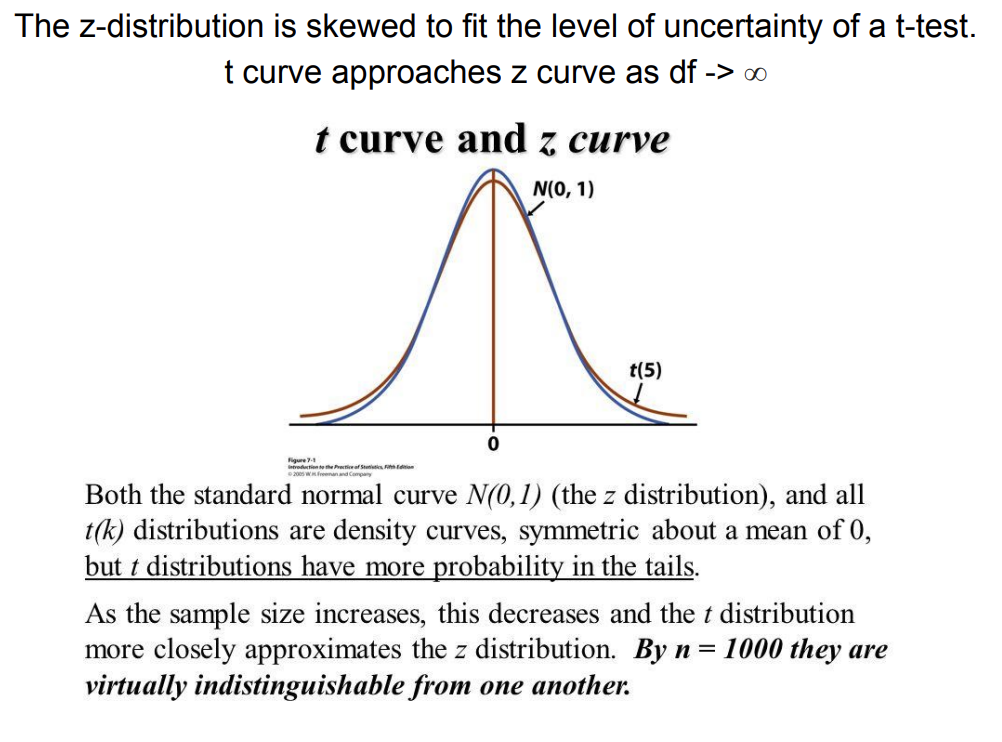 The z-distribution is skewed to fit the level of uncertainty of a t-test.
t curve approaches z curve as df -> ∞
t curve and z curve
N(0, 1)
t(5)
0
Figure 7-1
Introduction to the Practice of Statistics, Fifth Edition
© 2005 W.H. Freeman and Company
Both the standard normal curve N(0,1) (the z distribution), and all
t(k) distributions are density curves, symmetric about a mean of 0,
but t distributions have more probability in the tails.
As the sample size increases, this decreases and the t distribution
more closely approximates the z distribution. By n = 1000 they are
virtually indistinguishable from one another.